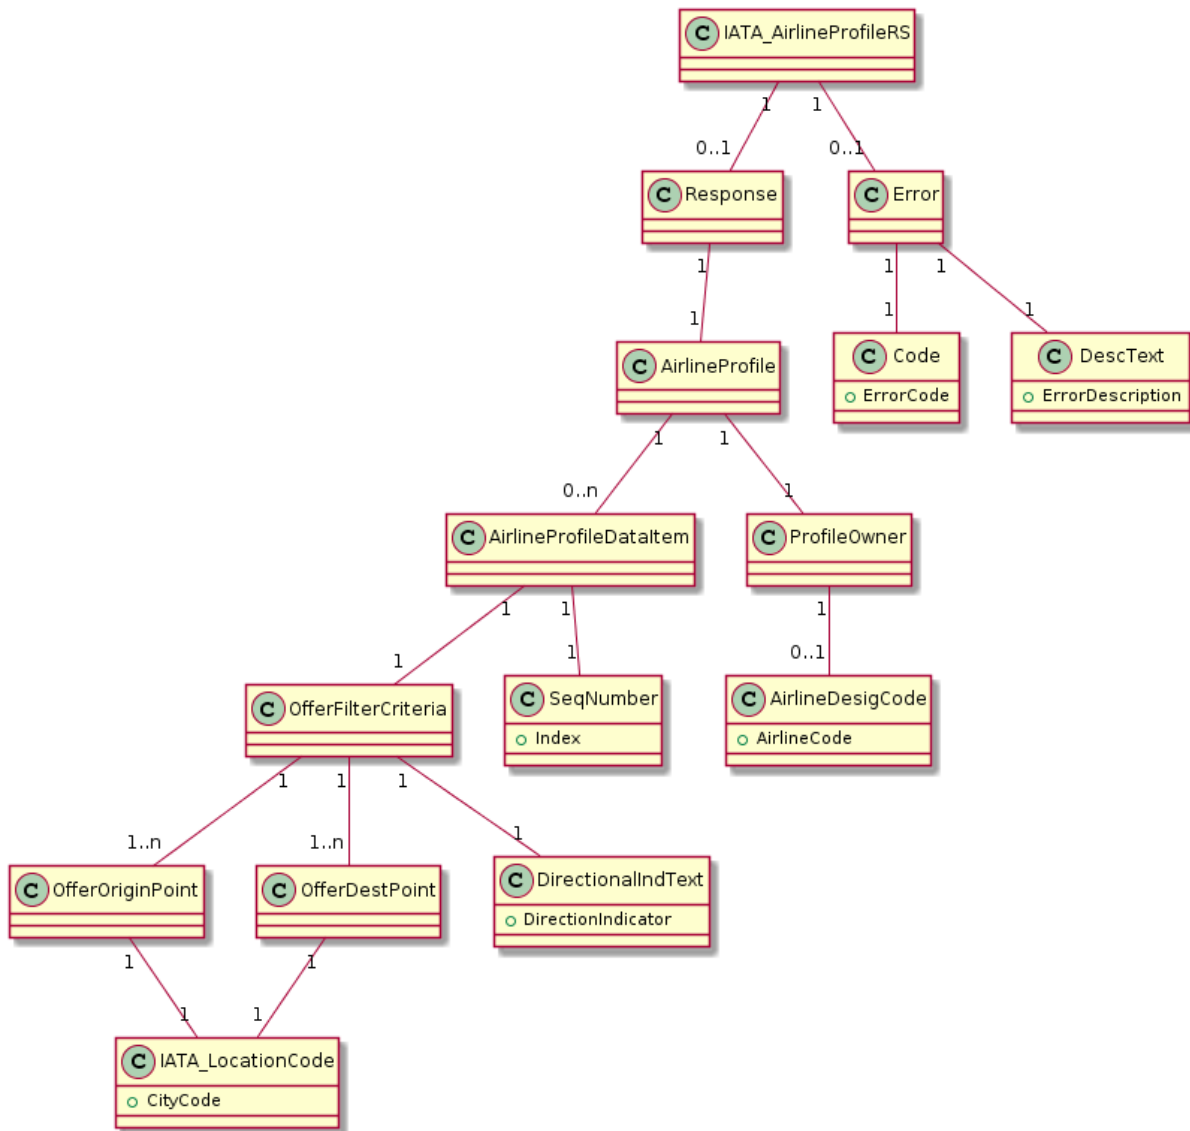 C IATA_AirlineProfileRS
1 1
0..1 0..1
C Response C Error
1 1 1
1 1 1
C AirlineProfile C Code C DescText
ErrorCode ErrorDescription
1 1
0..n 1
C AirlineProfileDataItem C ProfileOwner
1 1 1
1 1 0..1
C OfferFilterCriteria C SeqNumber C AirlineDesigCode
Index AirlineCode
1 1 1
1..n 1..n 1
C OfferOriginPoint C OfferDestPoint C DirectionalIndText
DirectionIndicator
1 1
1 1
C IATA_LocationCode
CityCode